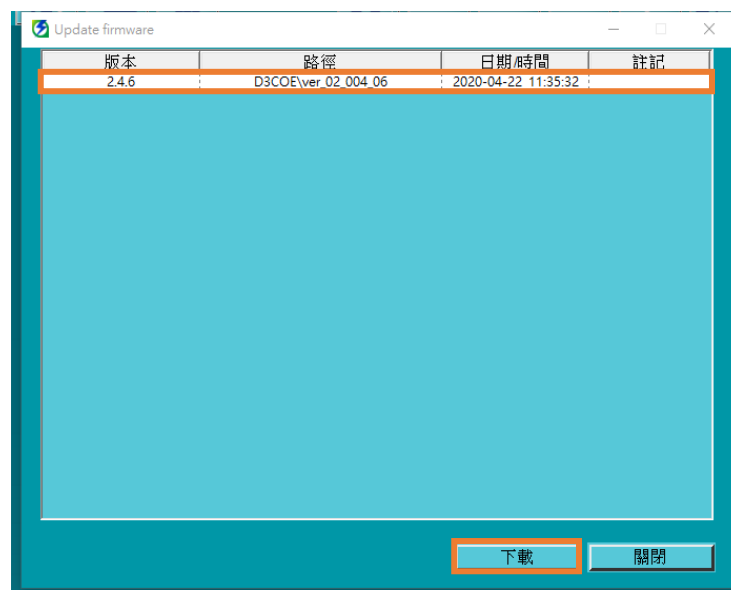 Update firmware
版本 路徑 日期/時間 註記
2.4.6 D3COE\ver_02_004_06 2020-04-22 11:35:32
下載 關閉